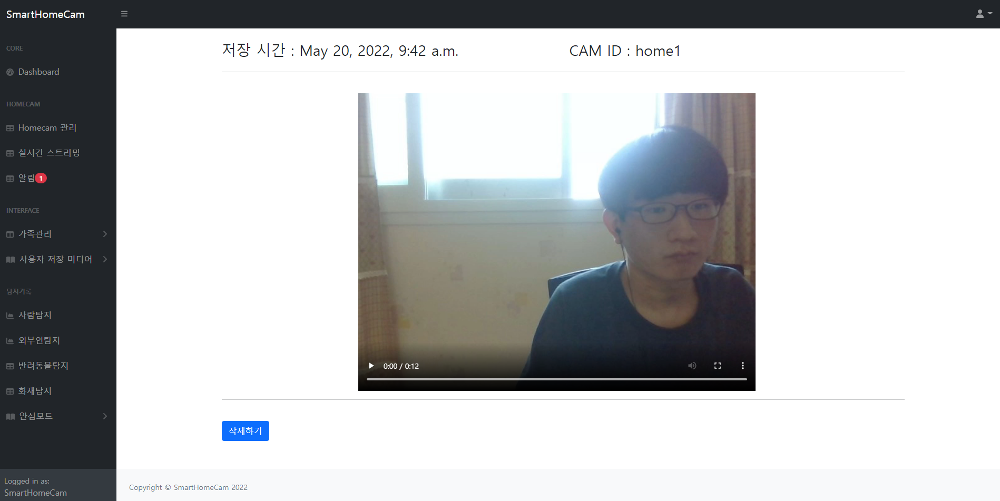 SmartHomeCam
CORE
Dashboard
HOMECAM
Homecam 관리
실시간 스트리밍
알림 1
INTERFACE
가족관리
사용자 저장 미디어
탐지기록
사람탐지
외부인탐지
반려동물탐지
화재탐지
안심모드
Logged in as:
SmartHomeCam
저장 시간 : May 20, 2022, 9:42 a.m.
CAM ID : home1
0:00 / 0:12
삭제하기
Copyright © SmartHomeCam 2022